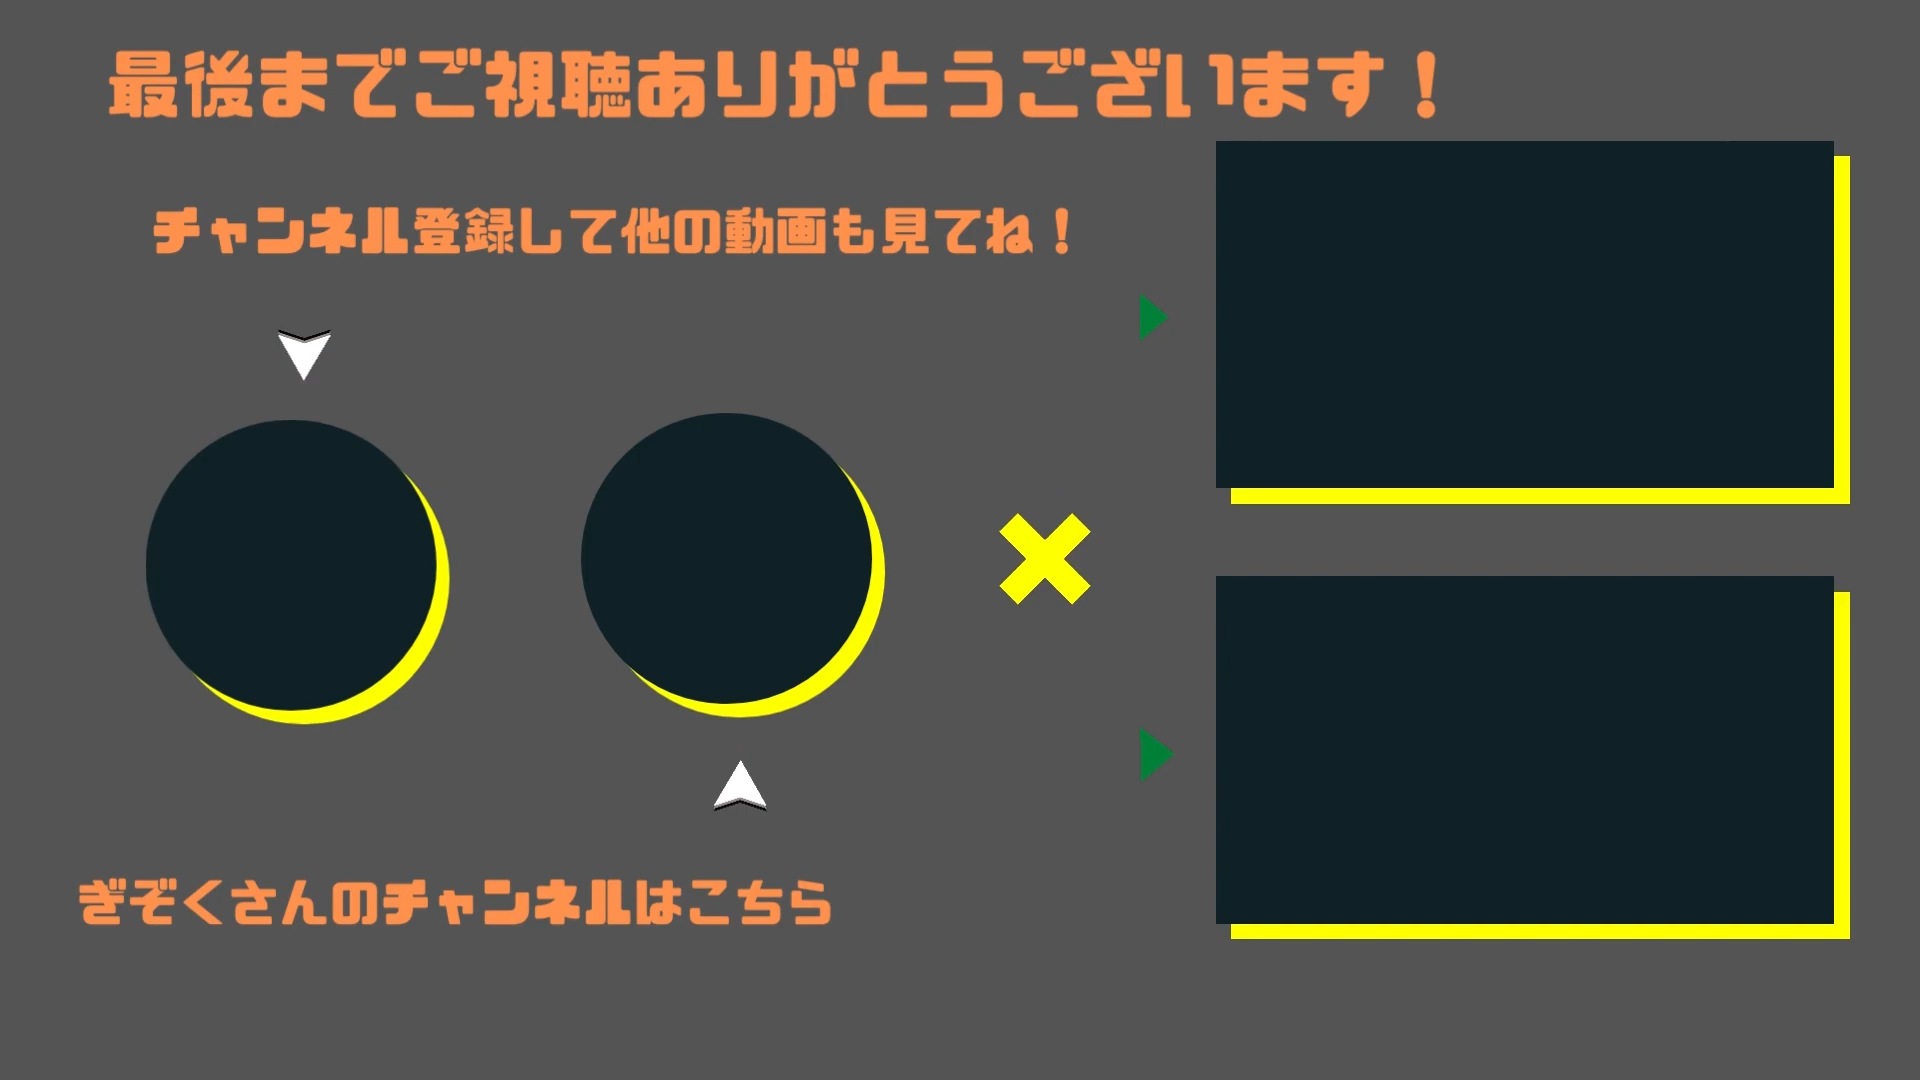 最後までご視聴ありがとうございます！
チャンネル登録して他の動画も見てね！
ぎぞくさんのチャンネルはこちら